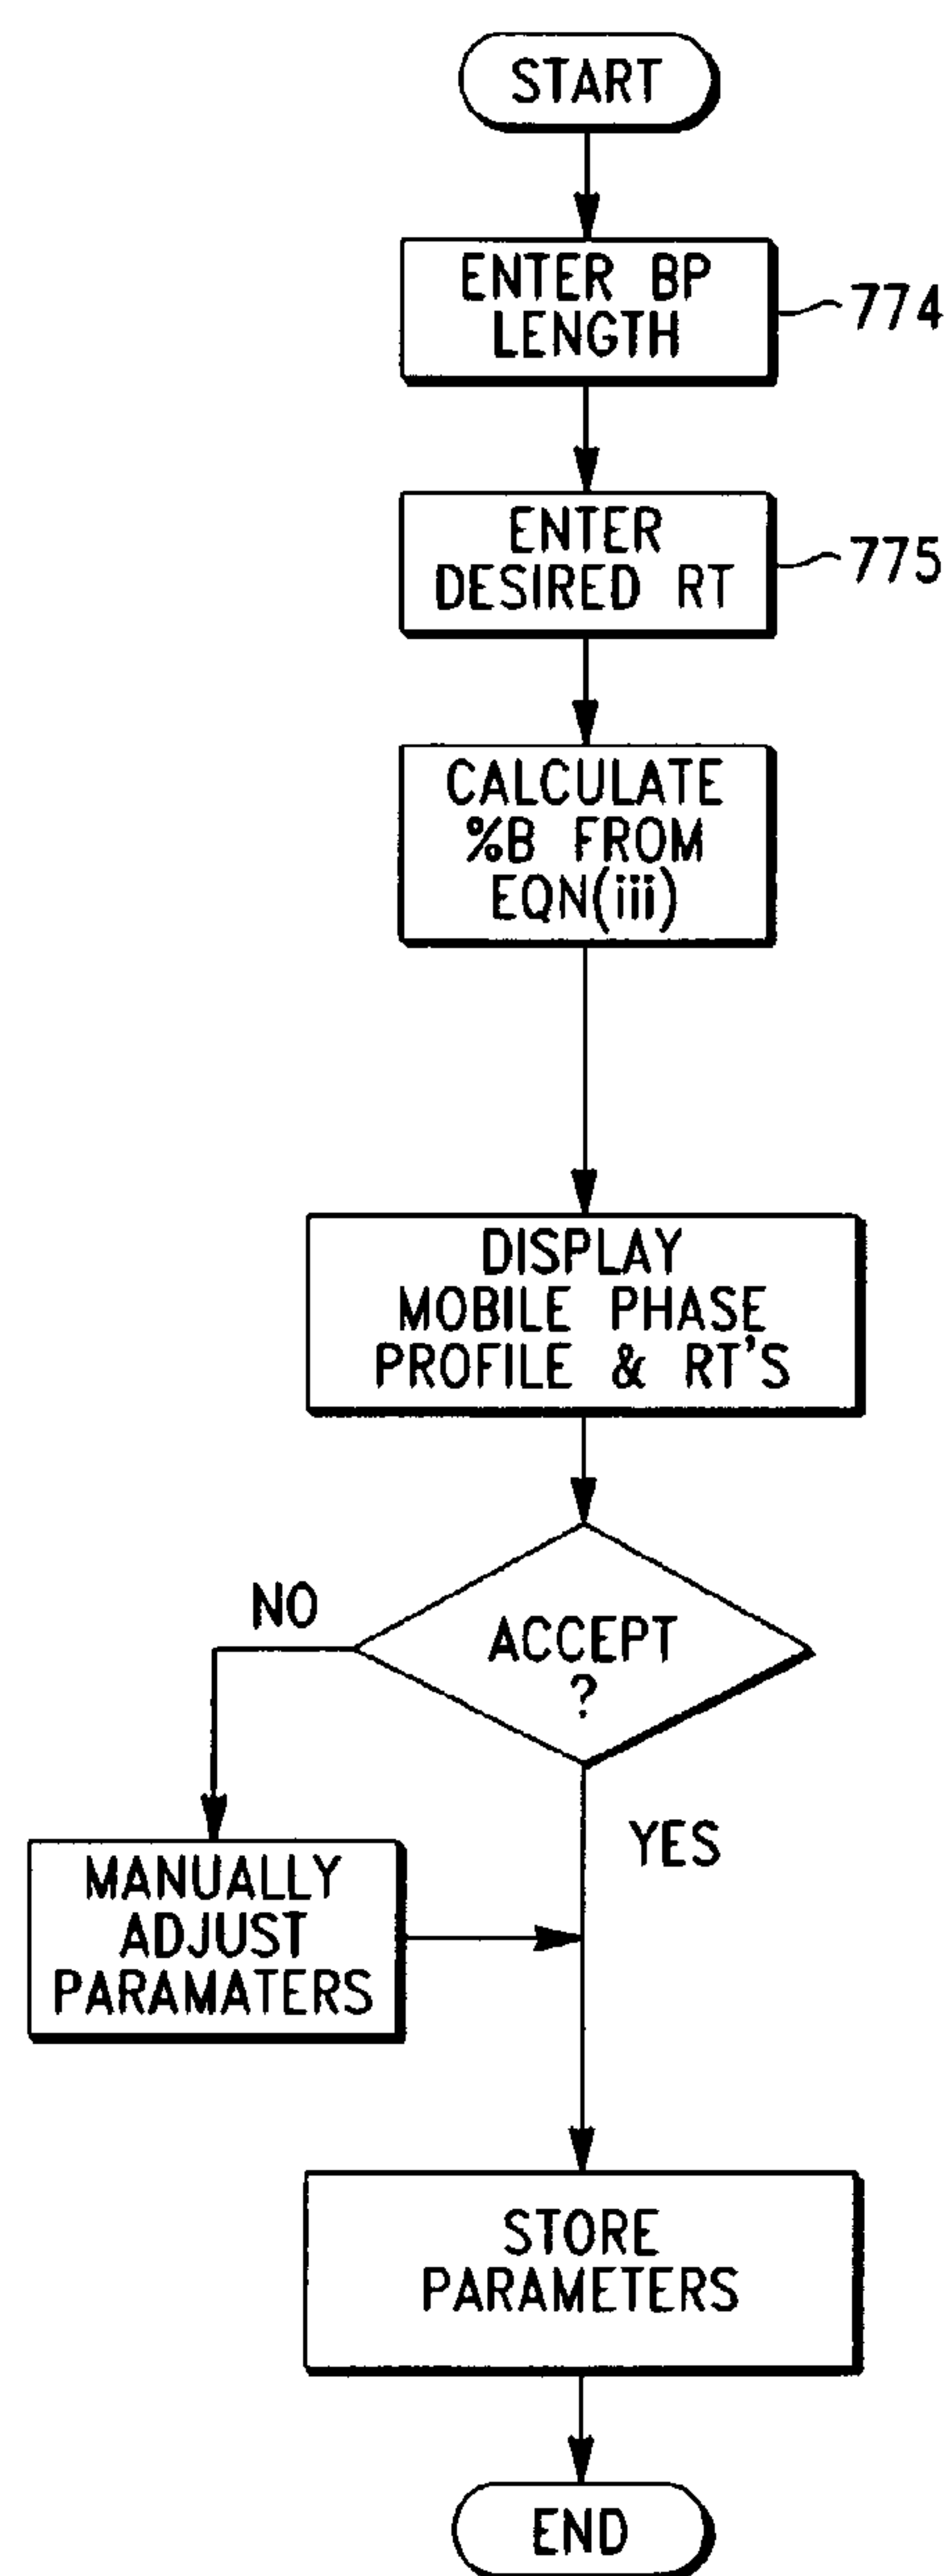 START
ENTER BP
LENGTH
774
ENTER
DESIRED RT
775
CALCULATE
%B FROM
EQN(iii)
DISPLAY
MOBILE PHASE
PROFILE & RT'S
ACCEPT
?
NO
YES
MANUALLY
ADJUST
PARAMATERS
STORE
PARAMETERS
END